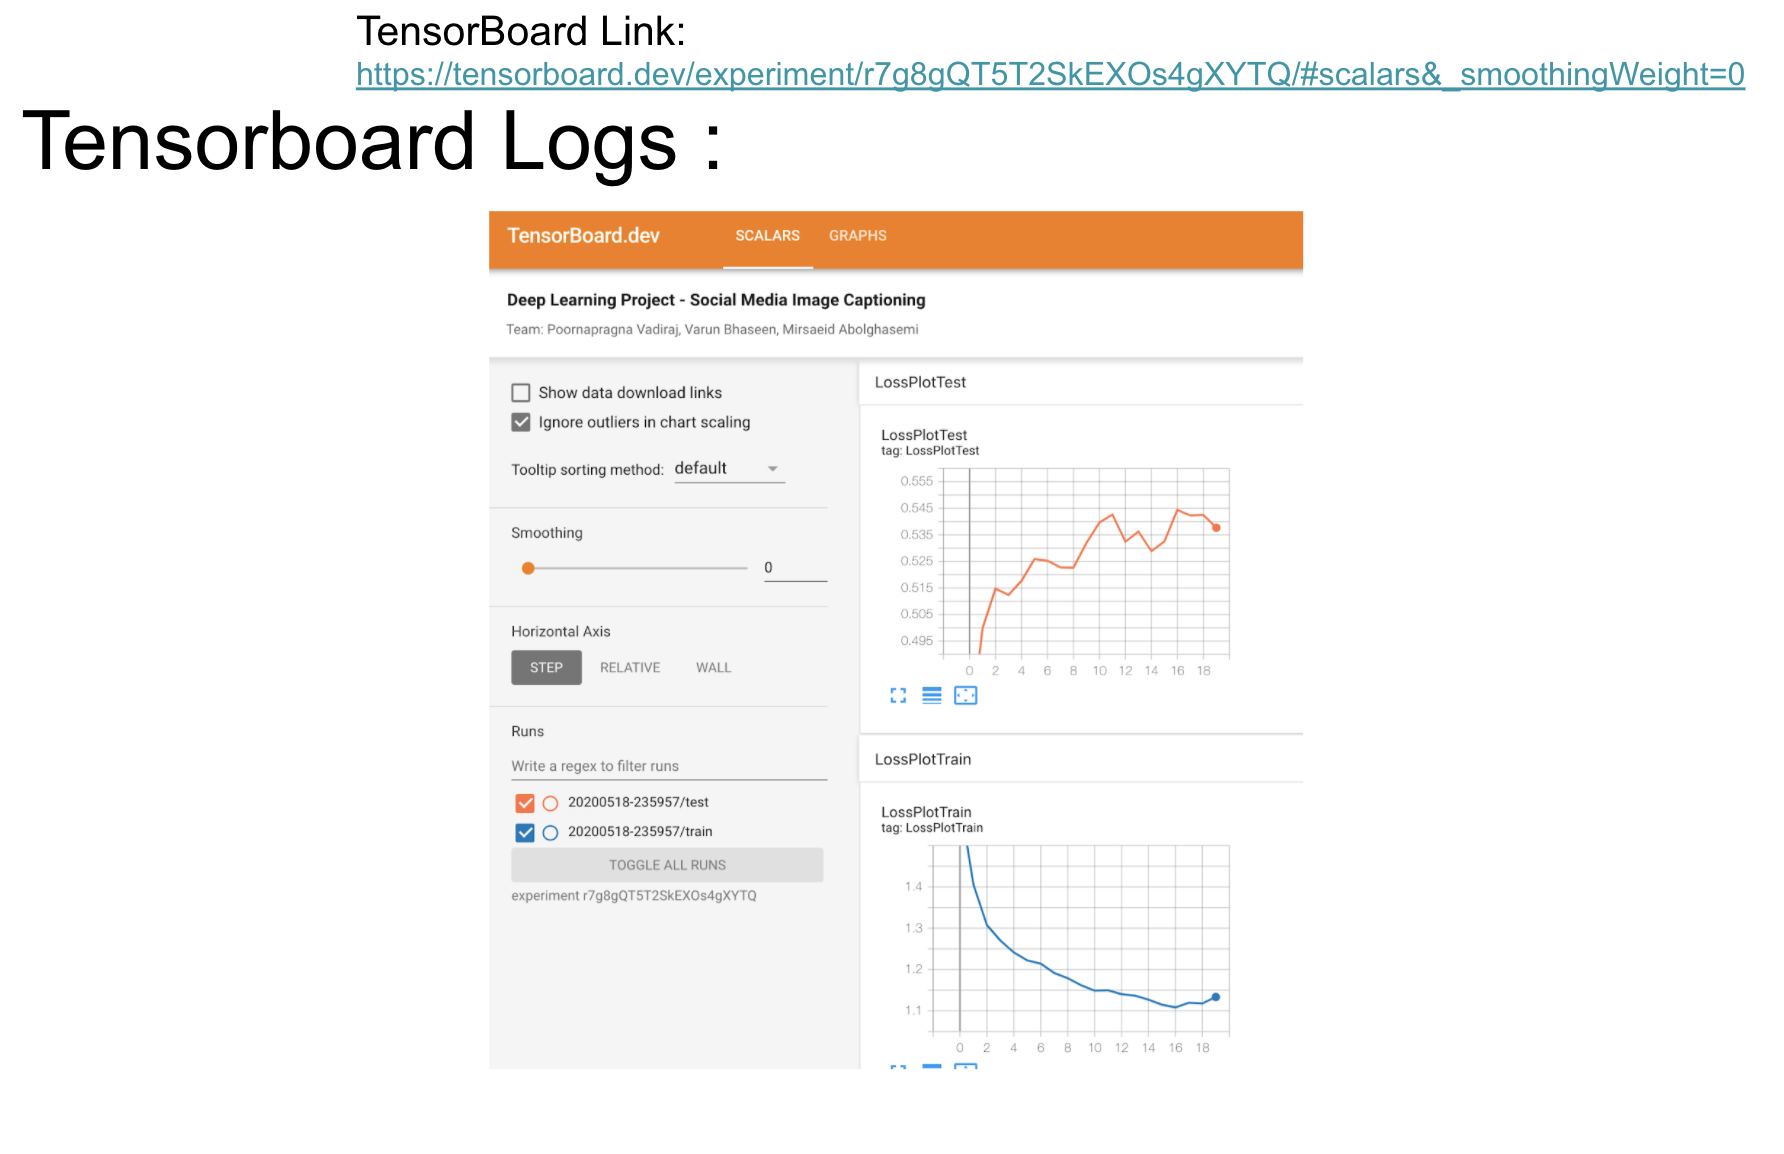 TensorBoard Link:
https://tensorboard.dev/experiment/r7g8gQT5T2SkEXOs4gXYTQ/#scalars&_smoothingWeight=0
Tensorboard Logs :
TensorBoard.dev SCALARS GRAPHS
Deep Learning Project - Social Media Image Captioning
Team: Poornapragna Vadiraj, Varun Bhaseen, Mirsaeid Abolghasemi
Show data download links
Ignore outliers in chart scaling
Tooltip sorting method: default
Smoothing
0
Horizontal Axis
STEP RELATIVE WALL
Runs
Write a regex to filter runs
20200518-235957/test
20200518-235957/train
TOGGLE ALL RUNS
experiment r7g8gQT5T2SkEXOs4gXYTQ
LossPlotTest
LossPlotTest
tag: LossPlotTest
0.555
0.545
0.535
0.525
0.515
0.505
0.495
0 2 4 6 8 10 12 14 16 18
LossPlotTrain
LossPlotTrain
tag: LossPlotTrain
1.4
1.3
1.2
1.1
0 2 4 6 8 10 12 14 16 18